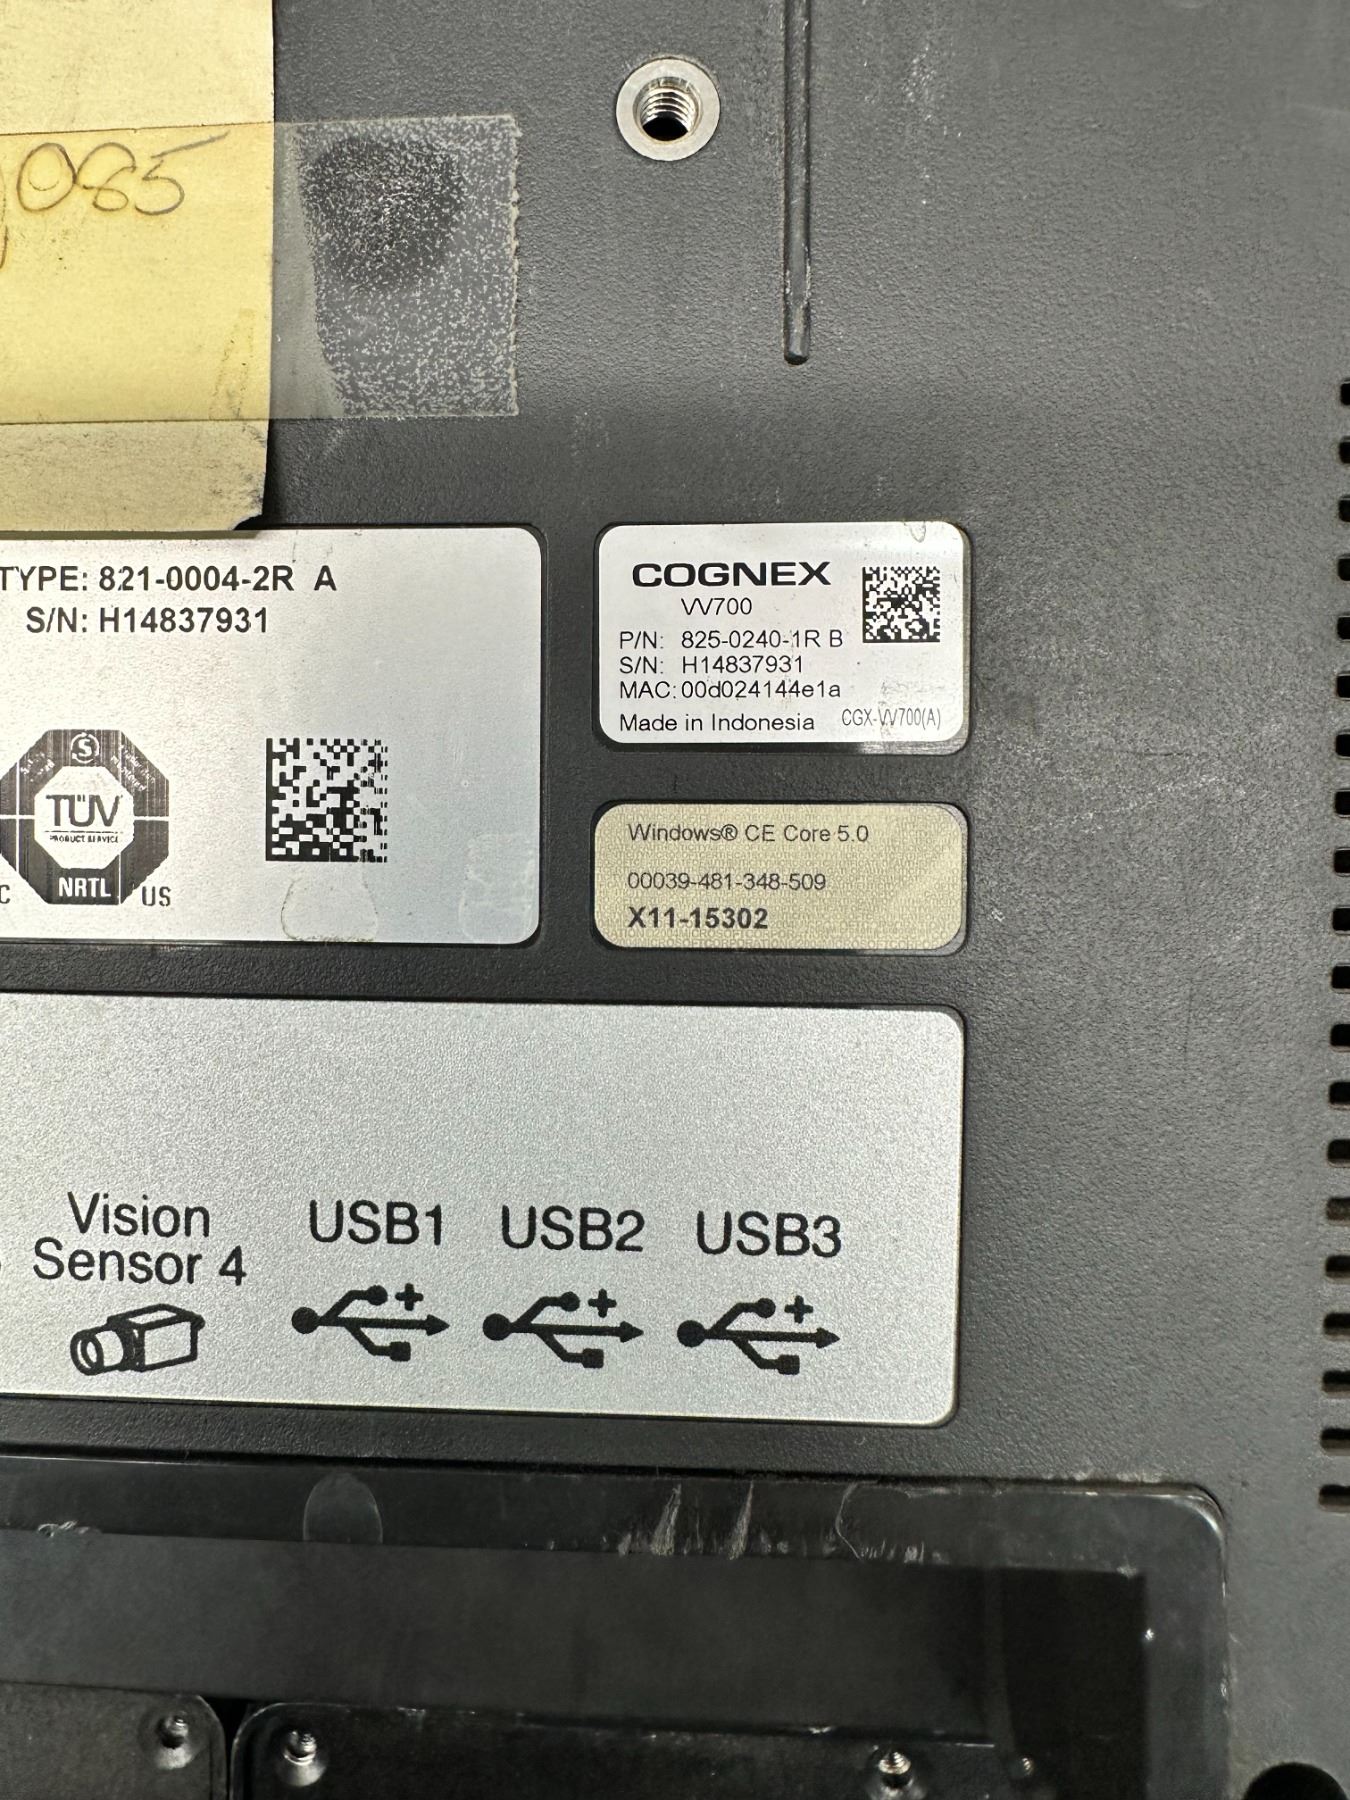 085
TYPE: 821-0004-2R A
S/N: H14837931
TÜV
PRODUCT SERVICE
NRTL
C US
COGNEX
VV700
P/N: 825-0240-1R B
S/N: H14837931
MAC: 00d024144e1a
Made in Indonesia CGX-VV700(A)
Windows® CE Core 5.0
00039-481-348-509
X11-15302
Vision
Sensor 4
USB1
USB2
USB3